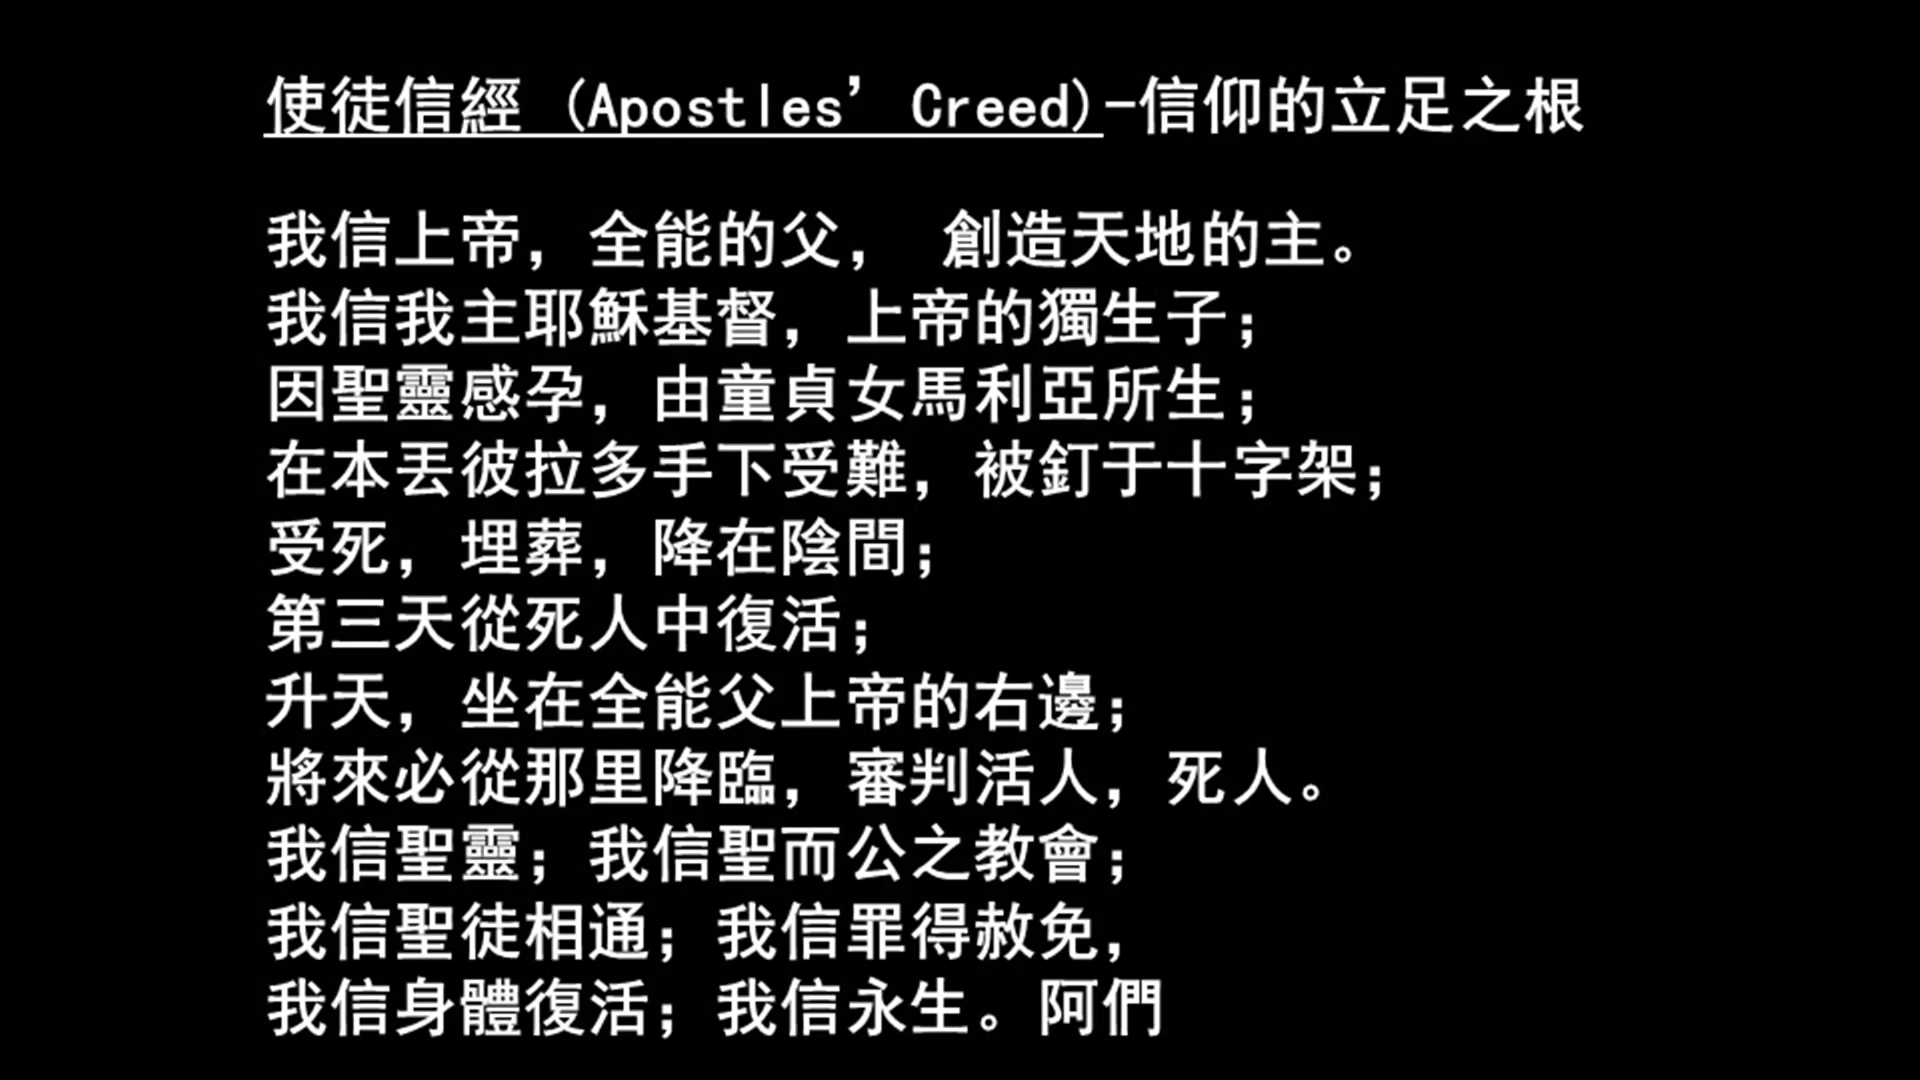 使徒信經 (Apostles’ Creed)-信仰的立足之根
我信上帝, 全能的父, 創造天地的主。
我信我主耶穌基督, 上帝的獨生子;
因聖靈感孕, 由童貞女馬利亞所生;
在本丟彼拉多手下受難, 被釘于十字架;
受死, 埋葬, 降在陰間;
第三天從死人中復活;
升天, 坐在全能父上帝的右邊;
將來必從那里降臨, 審判活人, 死人。
我信聖靈; 我信聖而公之教會;
我信聖徒相通; 我信罪得赦免,
我信身體復活; 我信永生。阿們